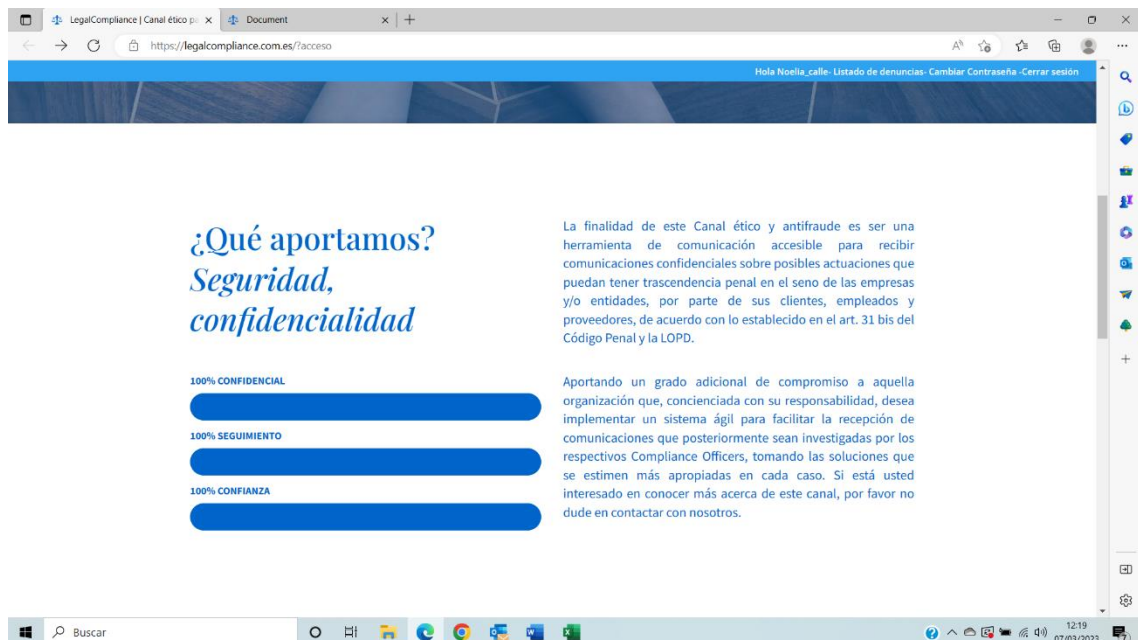 LegalCompliance | Canal ético pe
Document
https://legalcompliance.com.es/?acceso
Hola Noelia_calle- Listado de denuncias- Cambiar Contraseña -Cerrar sesión
¿Qué aportamos?
Seguridad,
confidencialidad
100% CONFIDENCIAL
100% SEGUIMIENTO
100% CONFIANZA
La finalidad de este Canal ético y antifraude es ser una
herramienta de comunicación accesible para recibir
comunicaciones confidenciales sobre posibles actuaciones que
puedan tener trascendencia penal en el seno de las empresas
y/o entidades, por parte de sus clientes, empleados y
proveedores, de acuerdo con lo establecido en el art. 31 bis del
Código Penal y la LOPD.
Aportando un grado adicional de compromiso a aquella
organización que, concienciada con su responsabilidad, desea
implementar un sistema ágil para facilitar la recepción de
comunicaciones que posteriormente sean investigadas por los
respectivos Compliance Officers, tomando las soluciones que
se estimen más apropiadas en cada caso. Si está usted
interesado en conocer más acerca de este canal, por favor no
dude en contactar con nosotros.
Buscar
12:19
07/03/2023